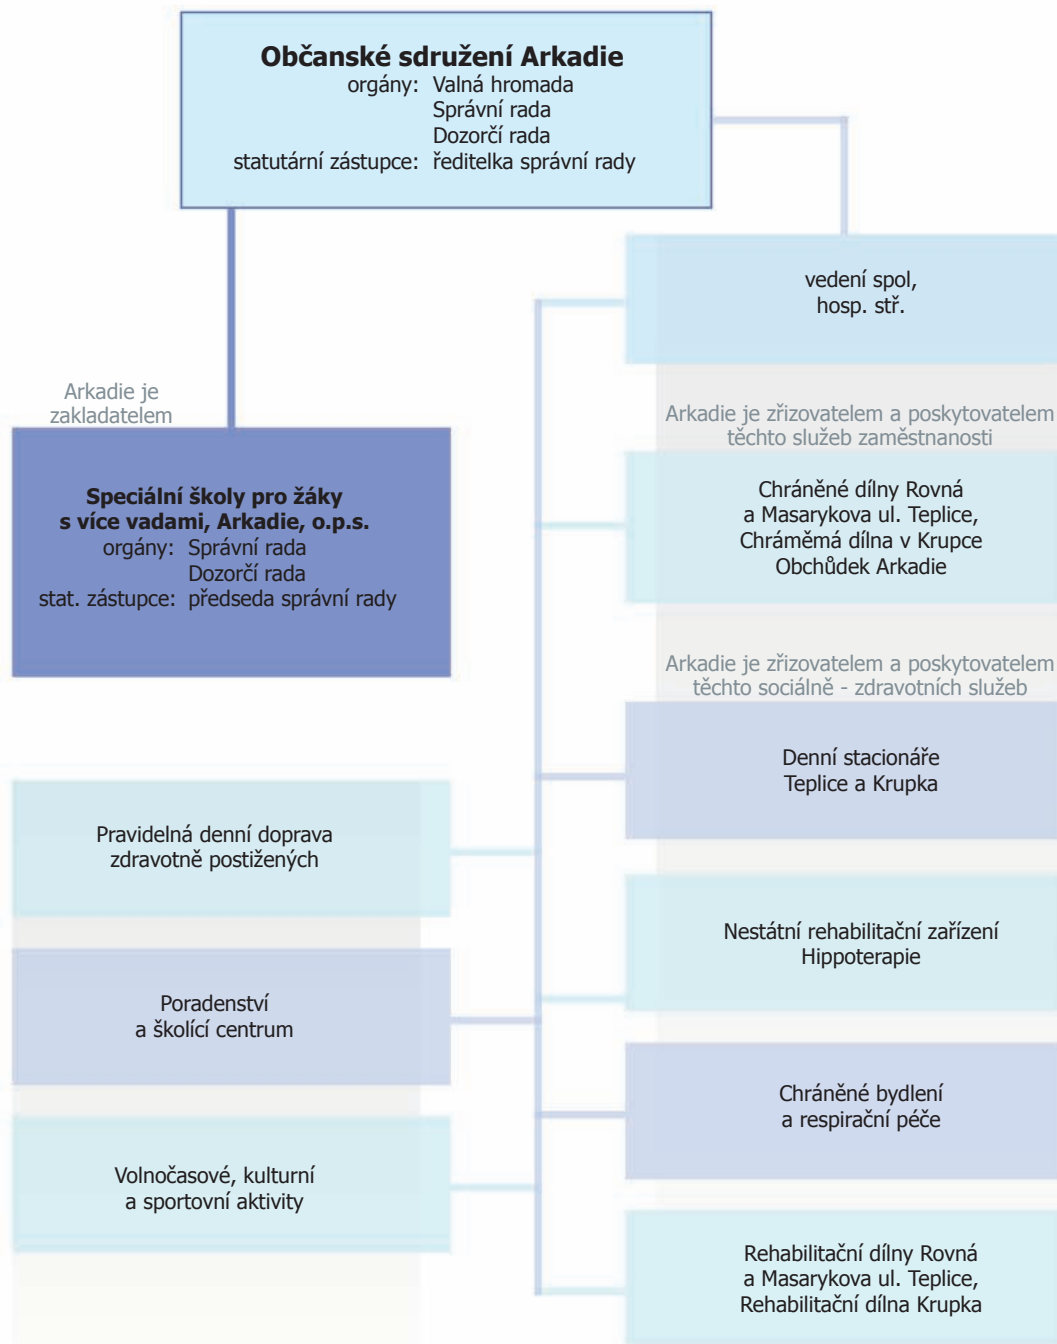 Občanské sdružení Arkadie
orgány: Valná hromada
Správní rada
Dozorčí rada
statutární zástupce: ředitelka správní rady
vedení spol,
hosp. stř.
Arkadie je
zakladatelem
Speciální školy pro žáky
s více vadami, Arkadie, o.p.s.
orgány: Správní rada
Dozorčí rada
stat. zástupce: předseda správní rady
Arkadie je zřizovatelem a poskytovatelem
těchto služeb zaměstnanosti
Chráněné dílny Rovná
a Masarykova ul. Teplice,
Chráměmá dílna v Krupce
Obchůdek Arkadie
Arkadie je zřizovatelem a poskytovatelem
těchto sociálně - zdravotních služeb
Denní stacionáře
Teplice a Krupka
Pravidelná denní doprava
zdravotně postižených
Nestátní rehabilitační zařízení
Hippoterapie
Poradenství
a školící centrum
Chráněné bydlení
a respirační péče
Volnočasové, kulturní
a sportovní aktivity
Rehabilitační dílny Rovná
a Masarykova ul. Teplice,
Rehabilitační dílna Krupka